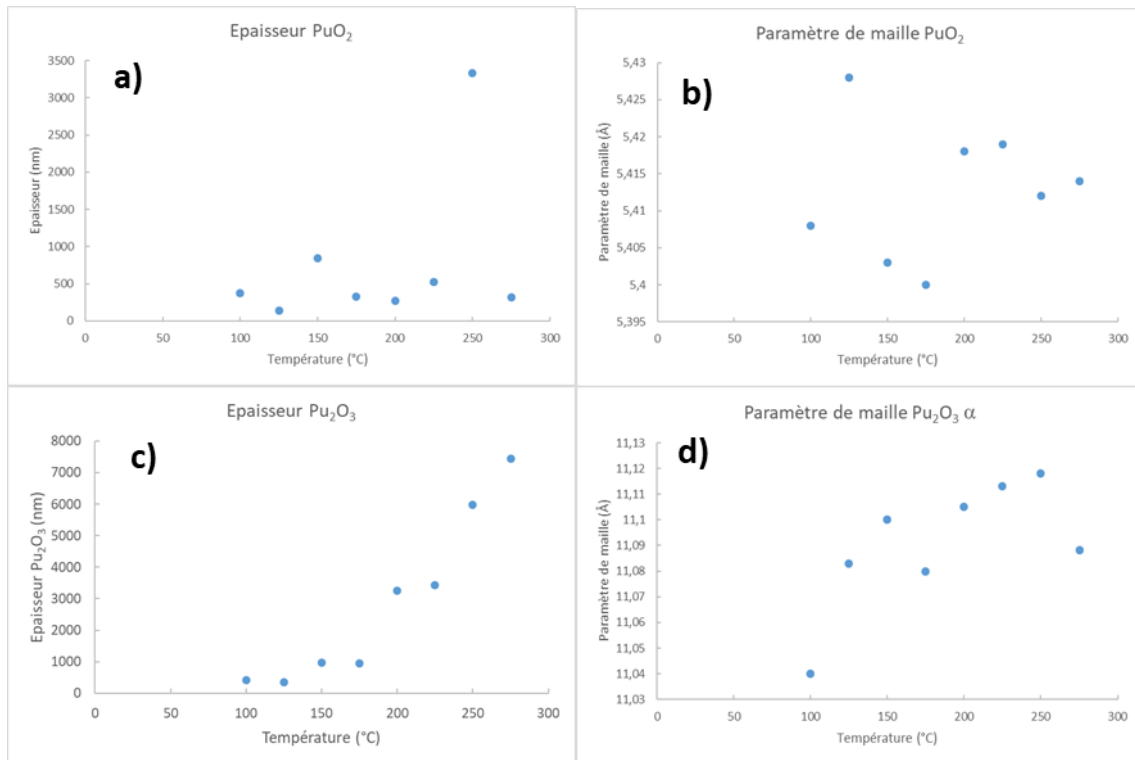 Epaisseur PuO₂
a)
Epaisseur (nm)
3500
3000
2500
2000
1500
1000
500
0
0 50 100 150 200 250 300
Température (°C)
Paramètre de maille PuO₂
b)
Paramètre de maille (Å)
5,43
5,425
5,42
5,415
5,41
5,405
5,4
5,395
0 50 100 150 200 250 300
Température (°C)
Epaisseur Pu₂O₃
c)
Epaisseur Pu₂O₃ (nm)
8000
7000
6000
5000
4000
3000
2000
1000
0
0 50 100 150 200 250 300
Température (°C)
Paramètre de maille Pu₂O₃ α
d)
Paramètre de maille (Å)
11,13
11,12
11,11
11,1
11,09
11,08
11,07
11,06
11,05
11,04
11,03
0 50 100 150 200 250 300
Température (°C)